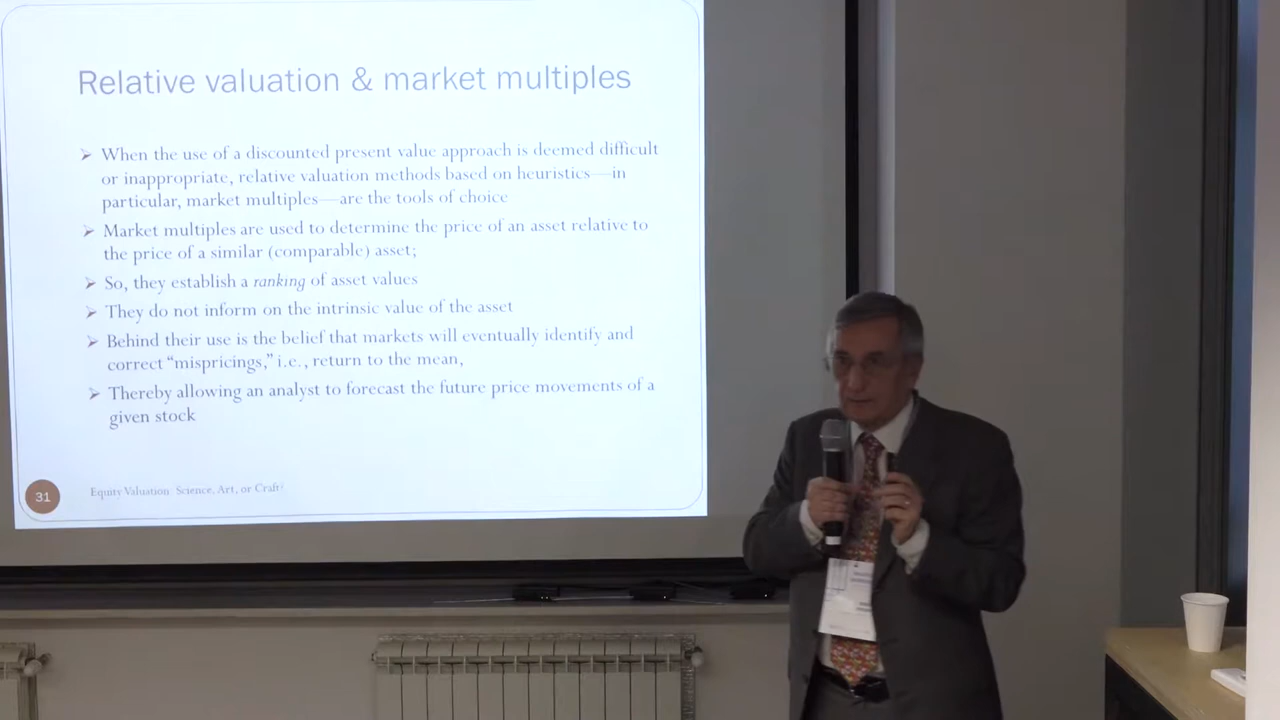 Relative valuation & market multiples
When the use of a discounted present value approach is deemed difficult
or inappropriate, relative valuation methods based on heuristics—in
particular, market multiples—are the tools of choice
Market multiples are used to determine the price of an asset relative to
the price of a similar (comparable) asset;
So, they establish a ranking of asset values
They do not inform on the intrinsic value of the asset
Behind their use is the belief that markets will eventually identify and
correct “mispricings,” i.e., return to the mean,
Thereby allowing an analyst to forecast the future price movements of a
given stock
31
Equity Valuation Science, Art, or Craft?